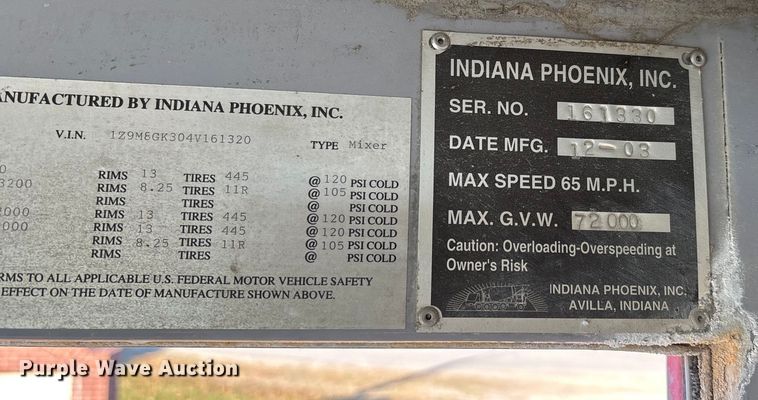 ANUFACTURED BY INDIANA PHOENIX, INC.
V.I.N. 1Z9M6GK304V161320 TYPE Mixer
0 RIMS 13 TIRES 445 @ 120 PSI COLD
3200 RIMS 8.25 TIRES 11R @ 105 PSI COLD
RIMS TIRES @ PSI COLD
2000 RIMS 13 TIRES 445 @ 120 PSI COLD
000 RIMS 13 TIRES 445 @ 120 PSI COLD
RIMS 8.25 TIRES 11R @ 105 PSI COLD
RIMS TIRES @ PSI COLD
RMS TO ALL APPLICABLE U.S. FEDERAL MOTOR VEHICLE SAFETY
EFFECT ON THE DATE OF MANUFACTURE SHOWN ABOVE.
INDIANA PHOENIX, INC.
SER. NO. 161330
DATE MFG. 12-03
MAX SPEED 65 M.P.H.
MAX. G.V.W. 72000
Caution: Overloading-Overspeeding at
Owner's Risk
INDIANA PHOENIX, INC.
AVILLA, INDIANA
Purple Wave Auction